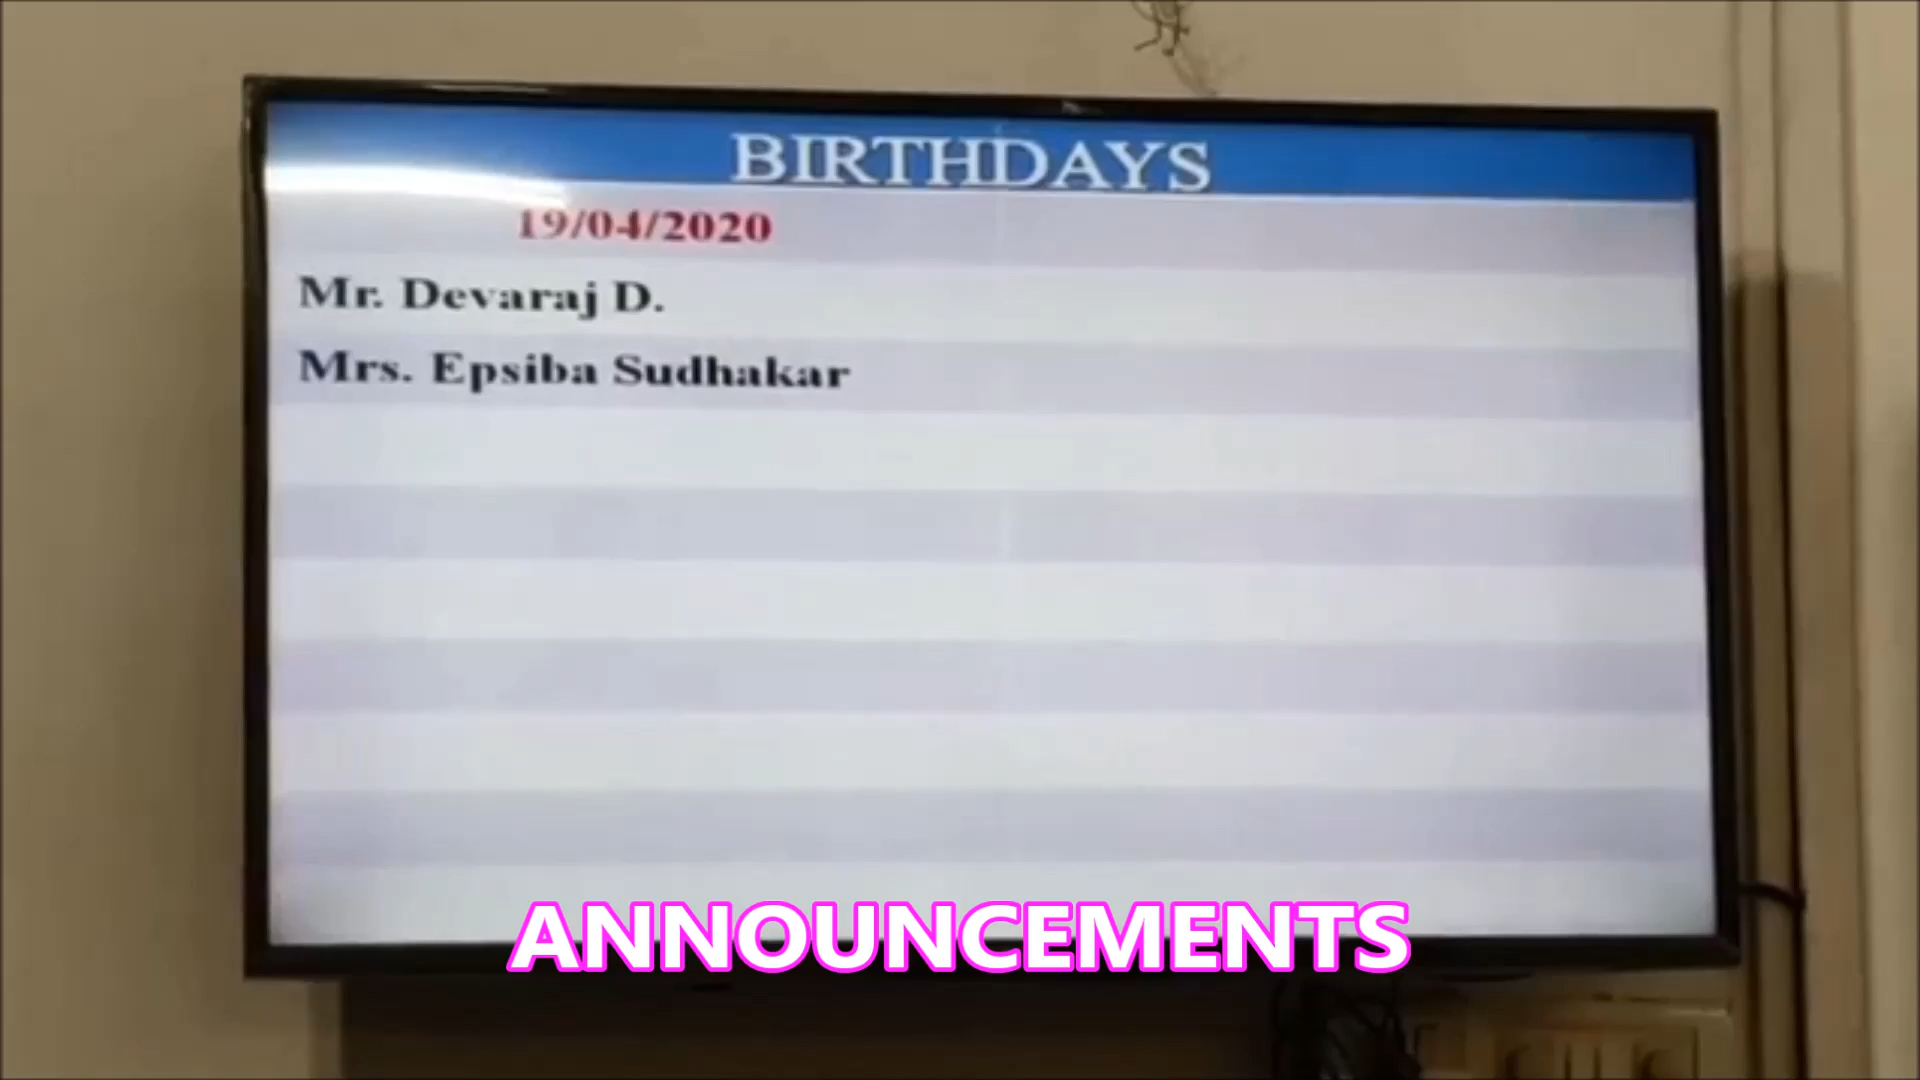 BIRTHDAYS
19/04/2020
Mr. Devaraj D.
Mrs. Epsiba Sudhakar
ANNOUNCEMENTS